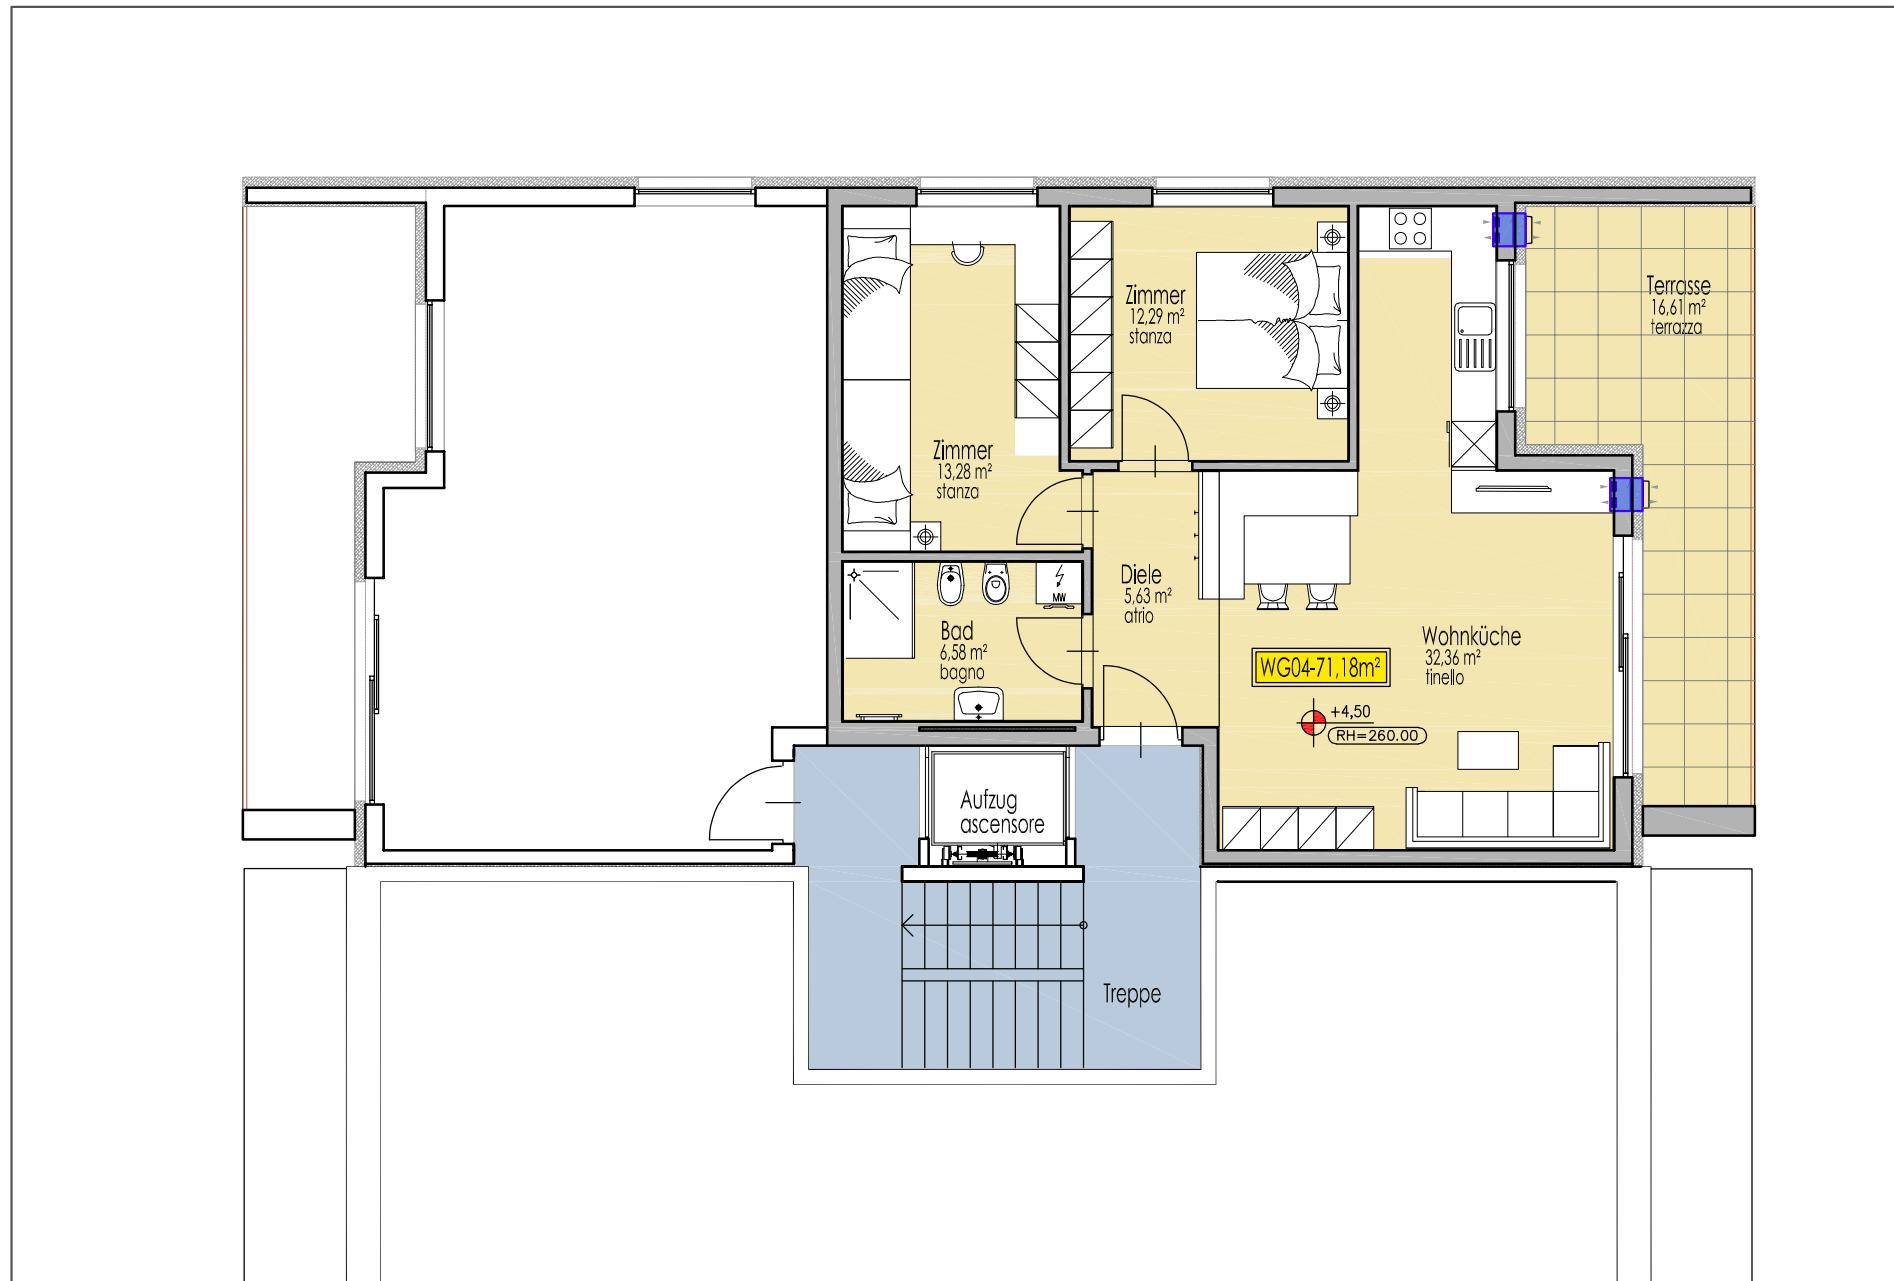 Zimmer
12,29 m²
stanza
Terrasse
16,61 m²
terrazza
Zimmer
13,28 m²
stanza
Diele
5,63 m²
atrio
MW
Bad
6,58 m²
bagno
Wohnküche
32,36 m²
tinello
WG04-71,18m²
+4,50
RH=260.00
Aufzug
ascensore
Treppe